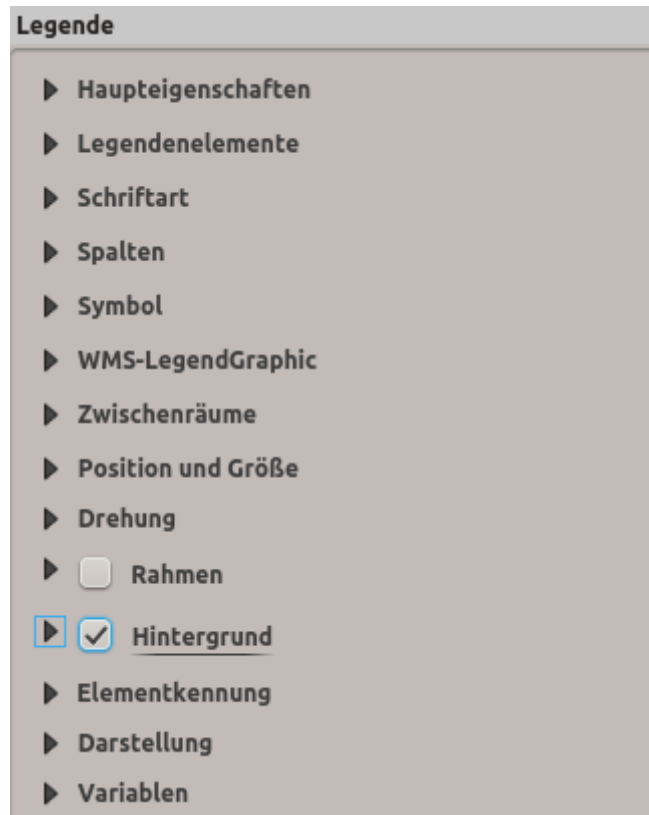 Legende
Haupteigenschaften
Legendenelemente
Schriftart
Spalten
Symbol
WMS-LegendGraphic
Zwischenräume
Position und Größe
Drehung
Rahmen
Hintergrund
Elementkennung
Darstellung
Variablen